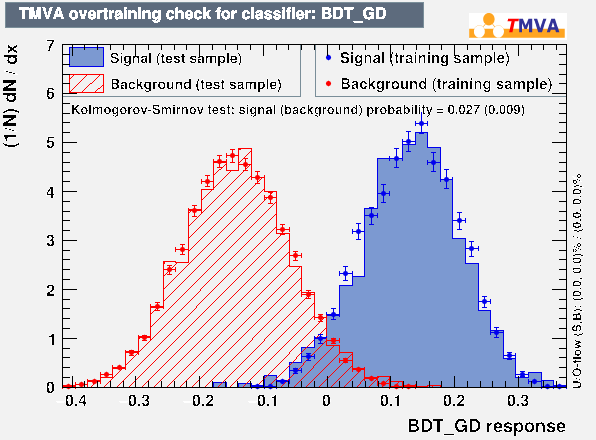 TMVA overtraining check for classifier: BDT_GD
TMVA
Signal (test sample)
Background (test sample)
Signal (training sample)
Background (training sample)
Kolmogorov-Smirnov test: signal (background) probability = 0.027 (0.009)
(1/N) dN / dx
7
6
5
4
3
2
1
0
-0.4 -0.3 -0.2 -0.1 0 0.1 0.2 0.3
BDT_GD response
U/O-flow (S,B): (0.0, 0.0)% / (0.0, 0.0)%